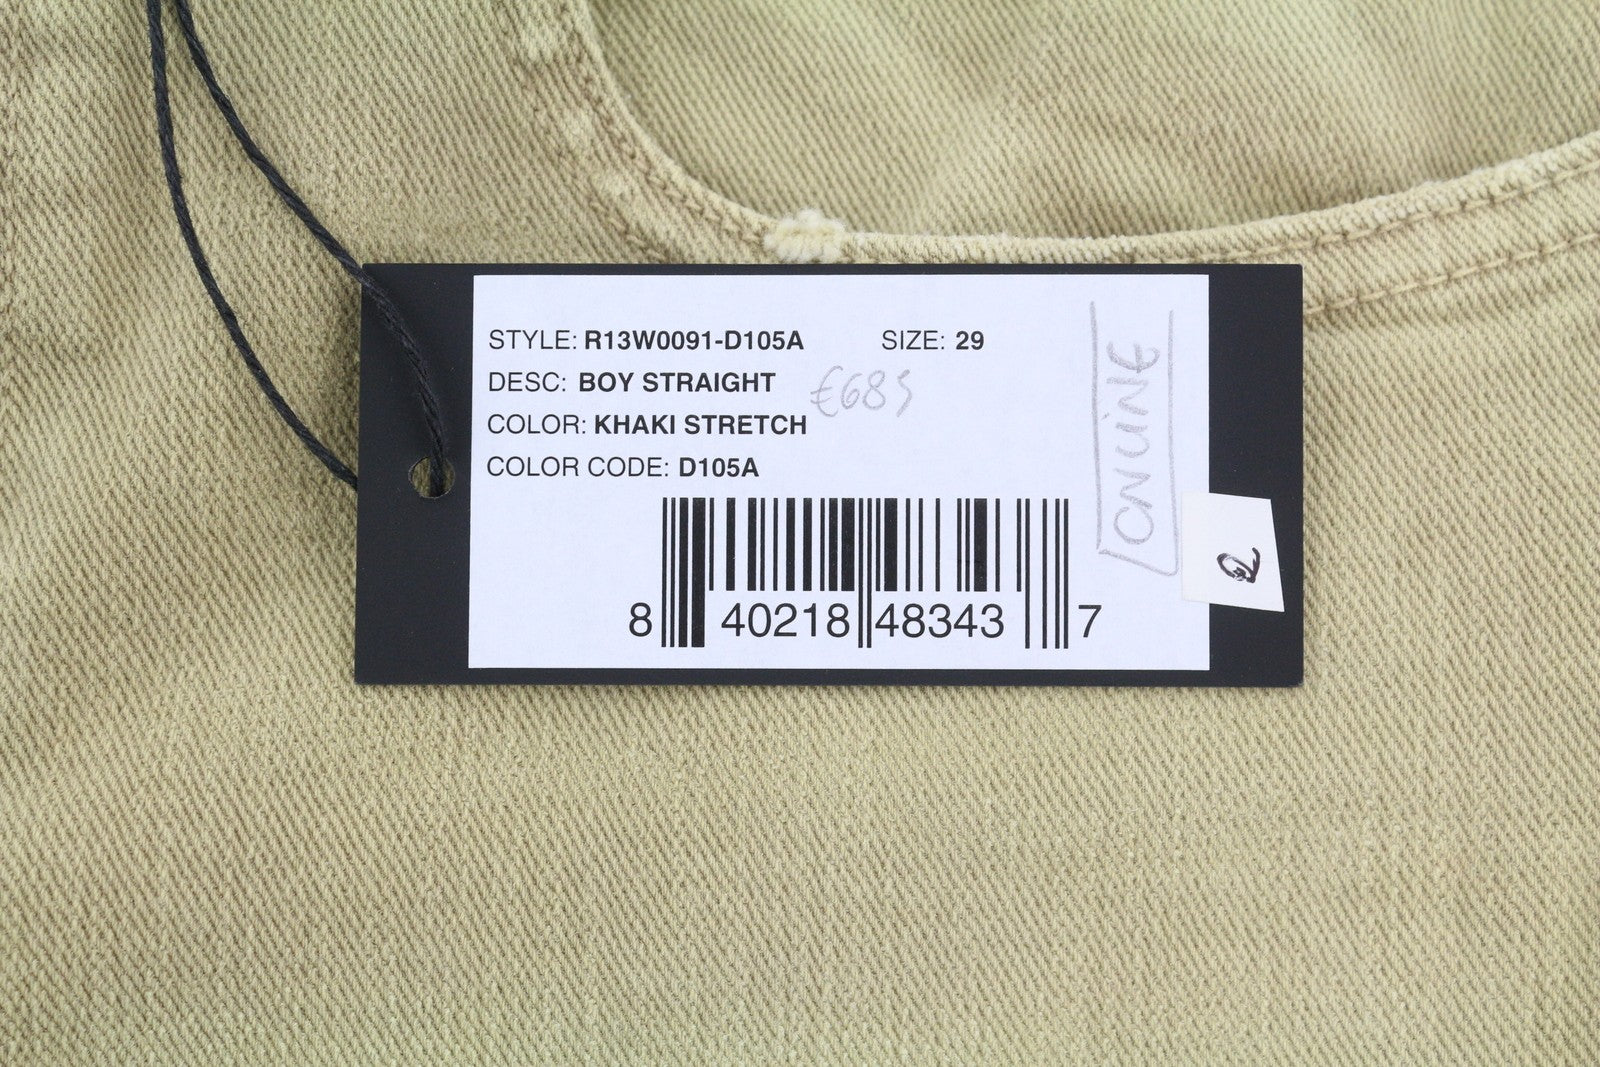 STYLE: R13W0091-D105A SIZE: 29
DESC: BOY STRAIGHT
€685
COLOR: KHAKI STRETCH
COLOR CODE: D105A
8 40218 48343 7
ONLINE